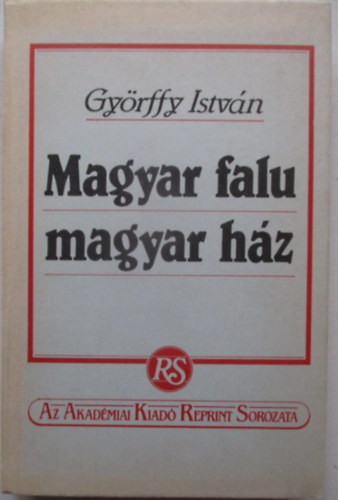 Györffy István
Magyar falu
magyar ház
RS
Az Akadémiai Kiadó Reprint Sorozata